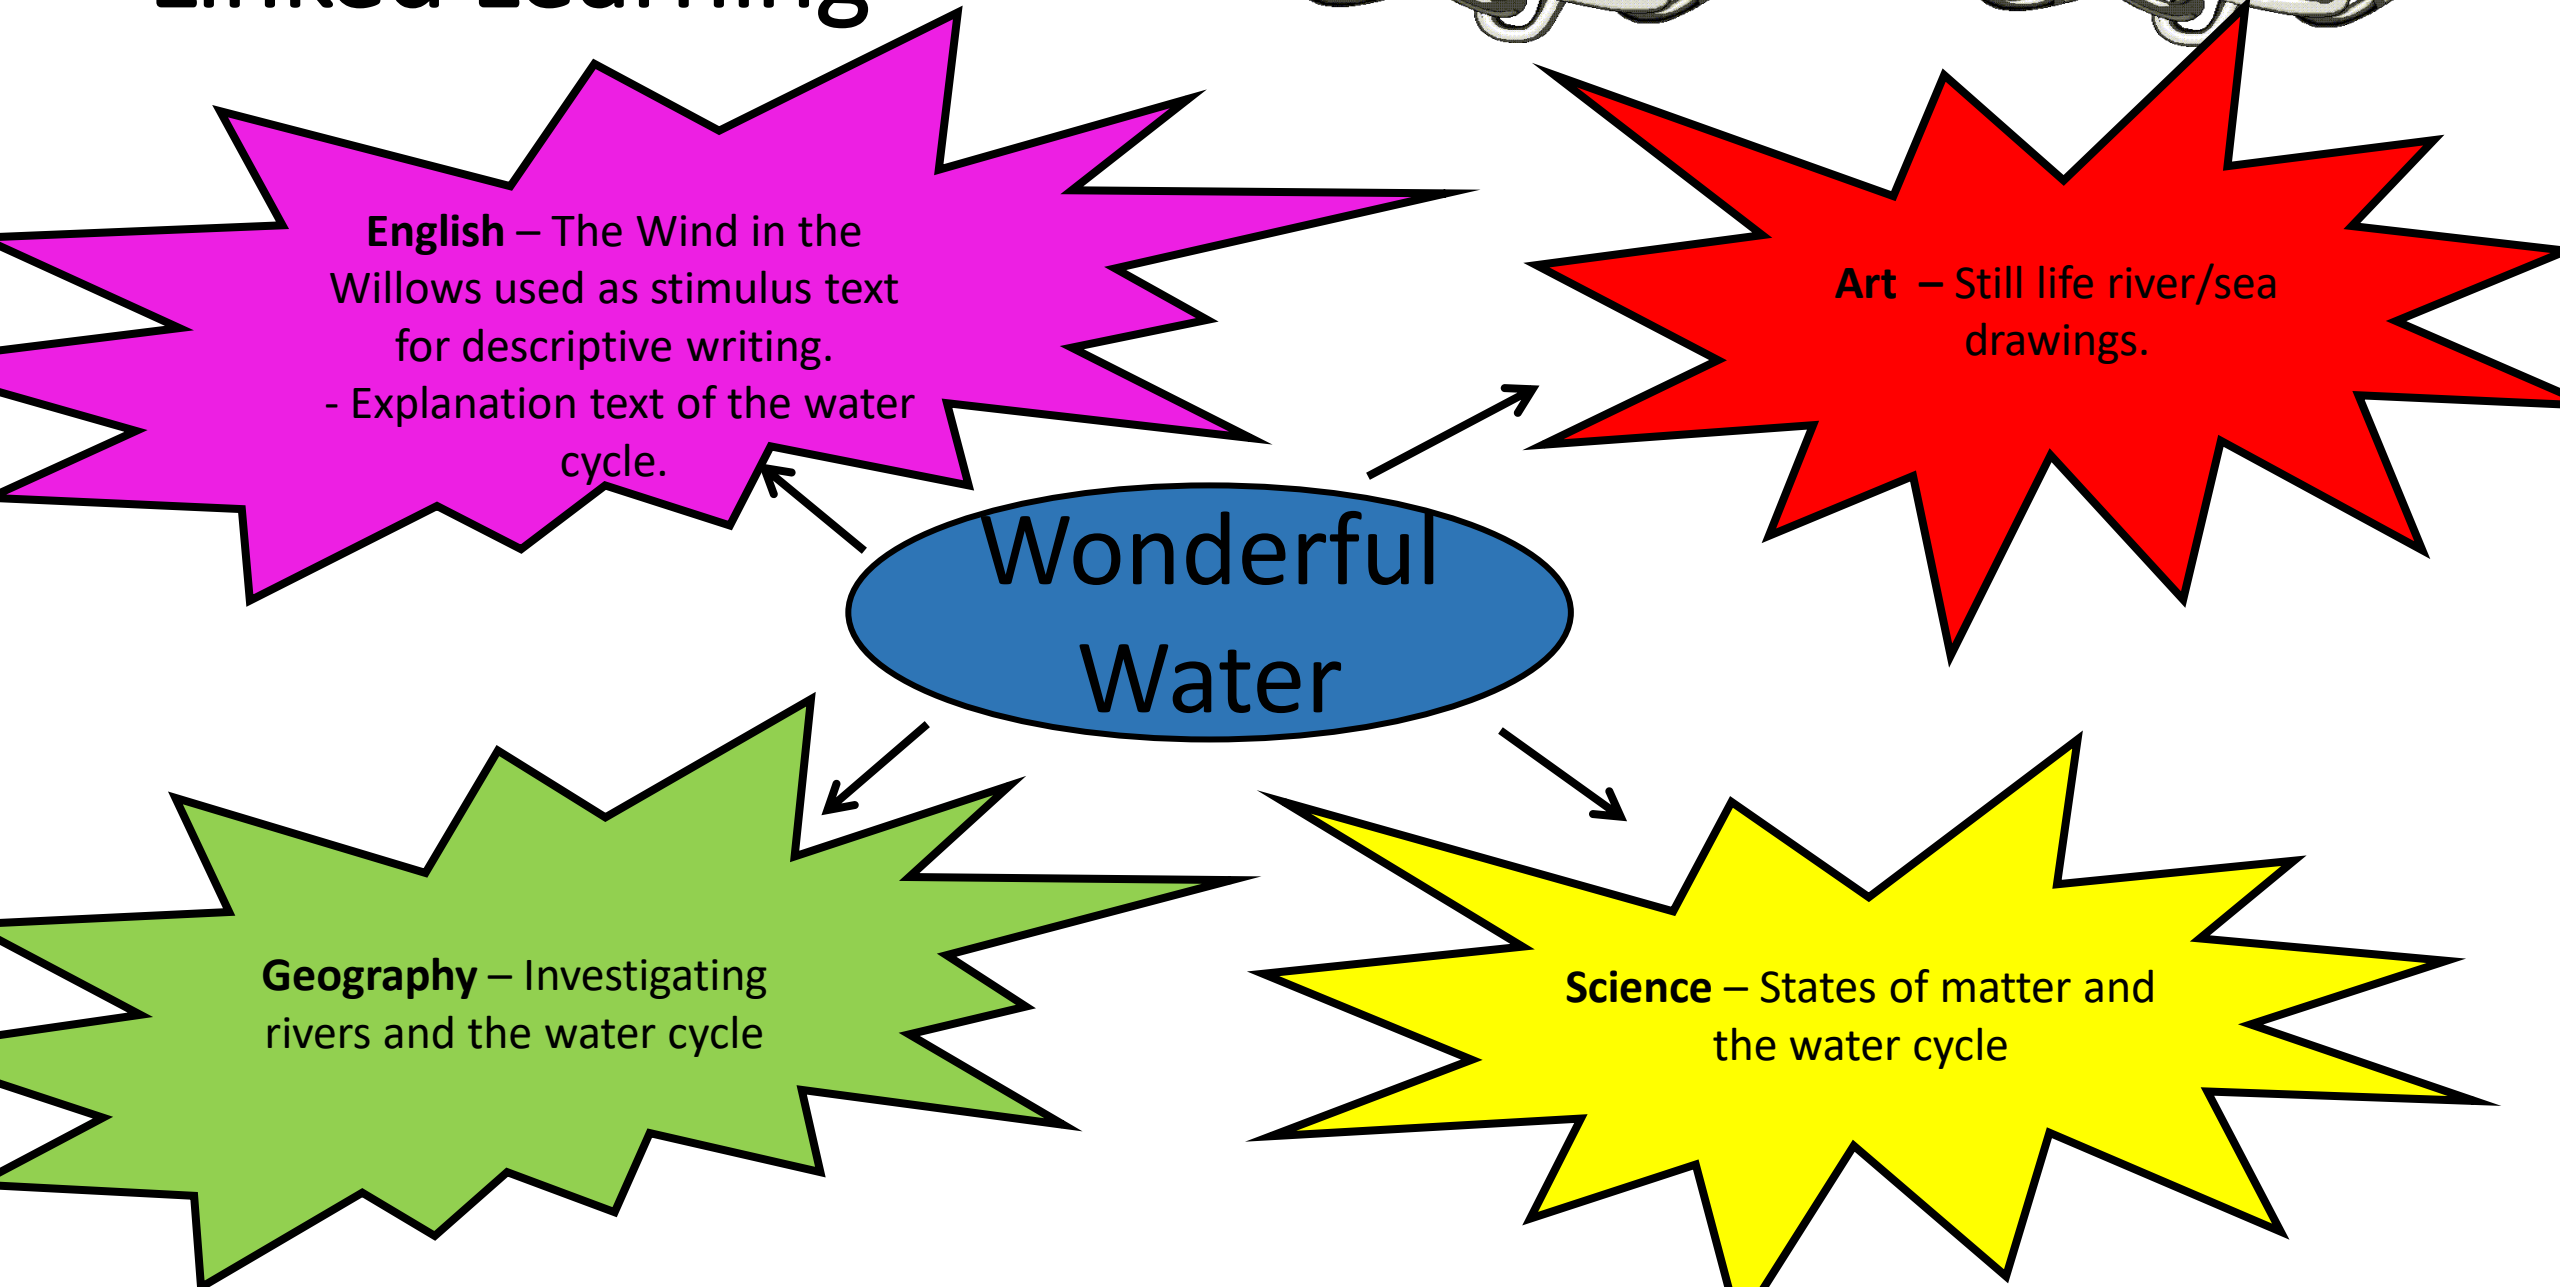 Linked Learning
English – The Wind in the
Willows used as stimulus text
for descriptive writing.
- Explanation text of the water
cycle.
Art – Still life river/sea
drawings.
Wonderful
Water
Geography – Investigating
rivers and the water cycle
Science – States of matter and
the water cycle